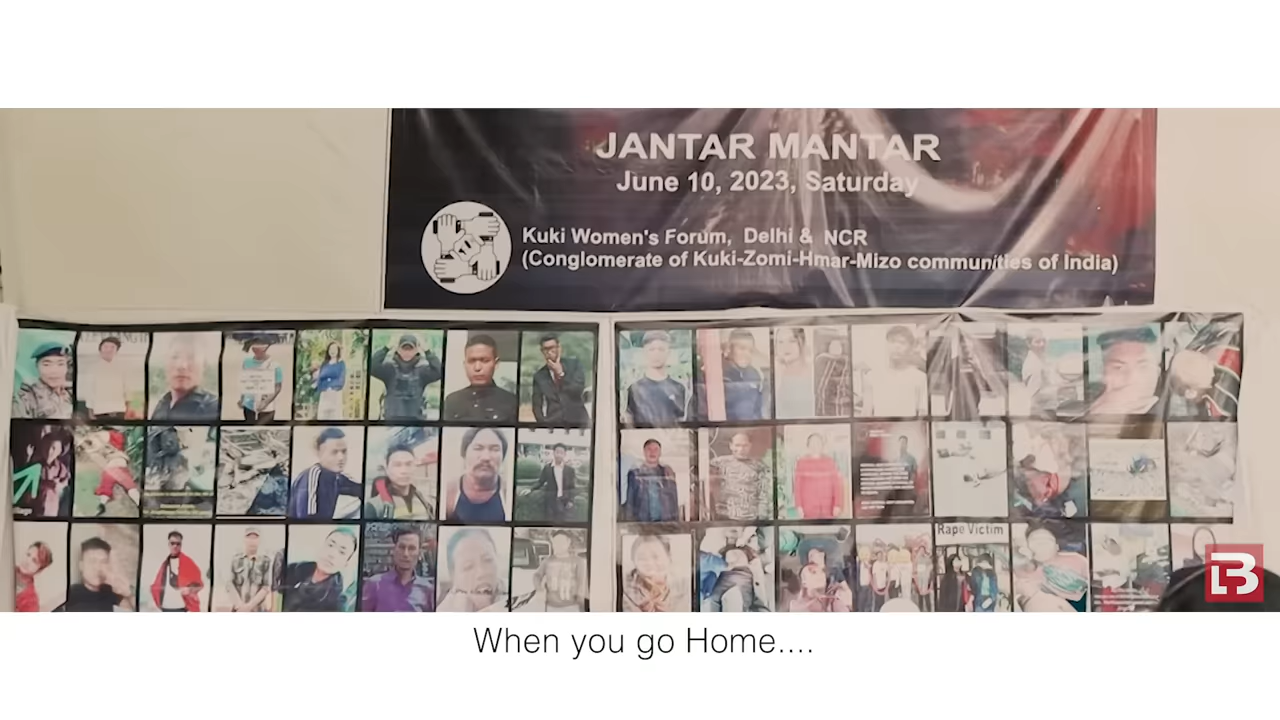 JANTAR MANTAR
June 10, 2023, Saturday
Kuki Women's Forum, Delhi & NCR
(Conglomerate of Kuki-Zomi-Hmar-Mizo communities of India)
Rape Victim
B
When you go Home....